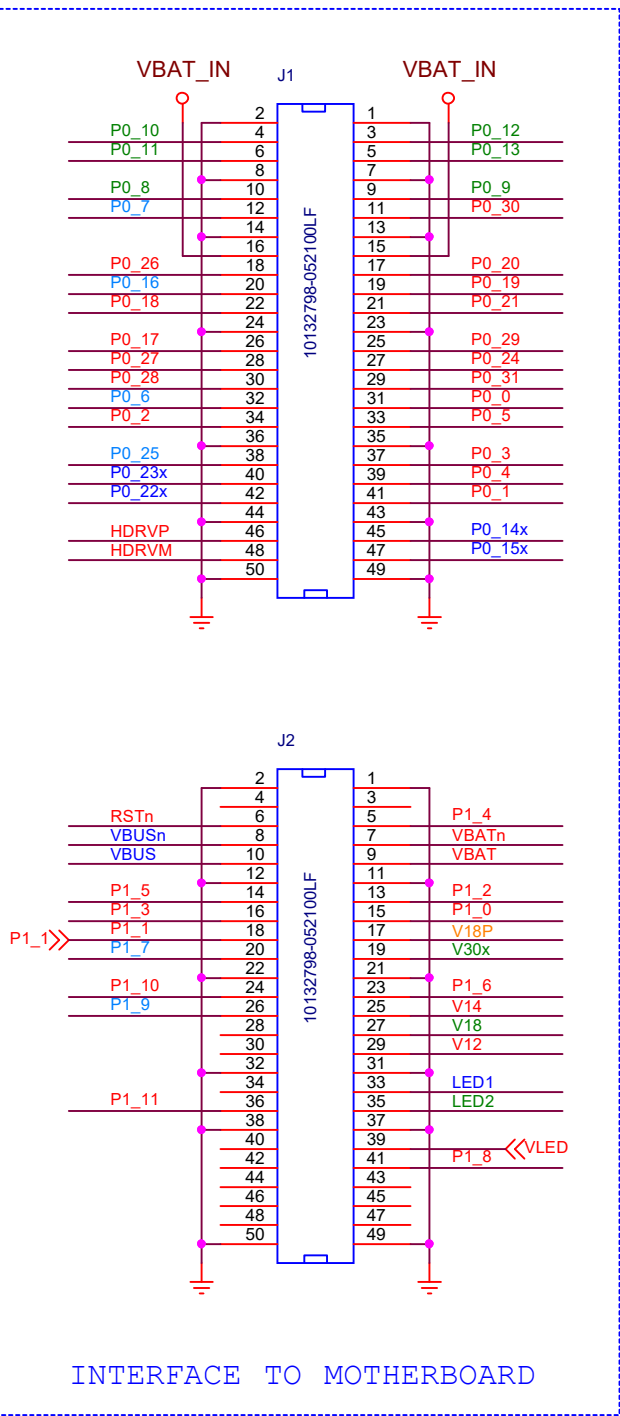 VBAT_IN J1 VBAT_IN
2 1
P0_10 4 3 P0_12
P0_11 6 5 P0_13
8 7
P0_8 10 9 P0_9
P0_7 12 11 P0_30
14 13
16 15
P0_26 18 17 P0_20
P0_16 20 19 P0_19
P0_18 22 21 P0_21
24 23
P0_17 26 25 P0_29
P0_27 28 27 P0_24
P0_28 30 29 P0_31
P0_6 32 31 P0_0
P0_2 34 33 P0_5
36 35
P0_25 38 37 P0_3
P0_23x 40 39 P0_4
P0_22x 42 41 P0_1
44 43
HDRVP 46 45 P0_14x
HDRVM 48 47 P0_15x
50 49
10132798-052100LF
J2
2 1
4 3
RSTn 6 5 P1_4
VBUSn 8 7 VBATn
VBUS 10 9 VBAT
12 11
P1_5 14 13 P1_2
P1_3 16 15 P1_0
P1_1 P1_1 18 17 V18P
P1_7 20 19 V30x
22 21
P1_10 24 23 P1_6
P1_9 26 25 V14
28 27 V18
30 29 V12
32 31
34 33 LED1
P1_11 36 35 LED2
38 37
40 39 VLED
42 41 P1_8
44 43
46 45
48 47
50 49
10132798-052100LF
INTERFACE TO MOTHERBOARD